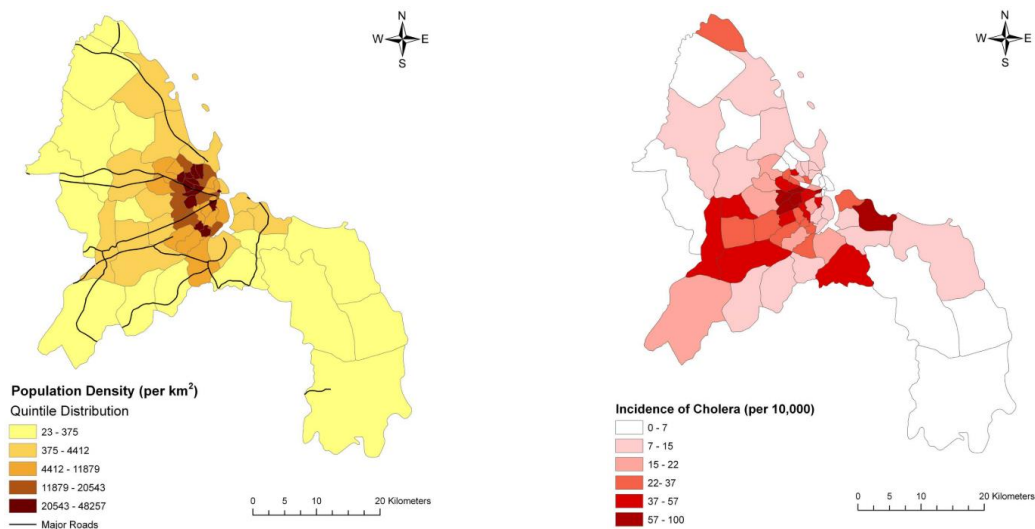 N
W E
S
Population Density (per km2)
Quintile Distribution
23 - 375
375 - 4412
4412 - 11879
11879 - 20543
20543 - 48257
Major Roads
0 5 10 20 Kilometers
N
W E
S
Incidence of Cholera (per 10,000)
0 - 7
7 - 15
15 - 22
22- 37
37 - 57
57 - 100
0 5 10 20 Kilometers